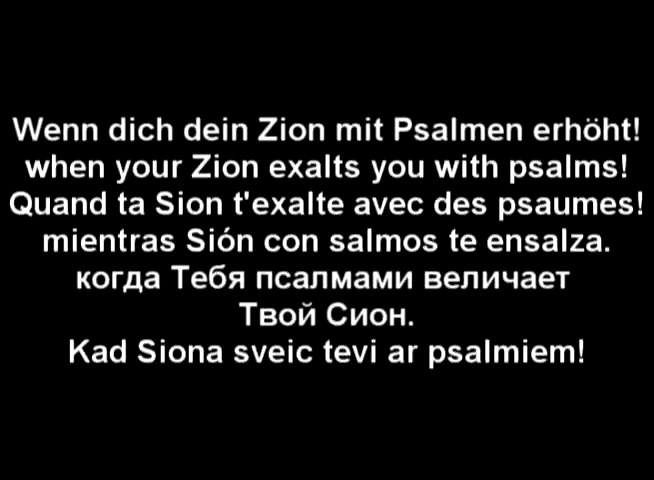 Wenn dich dein Zion mit Psalmen erhöht!
when your Zion exalts you with psalms!
Quand ta Sion t'exalte avec des psaumes!
mientras Sión con salmos te ensalza.
когда Тебя псалмами величает
Твой Сион.
Kad Siona sveic tevi ar psalmiem!